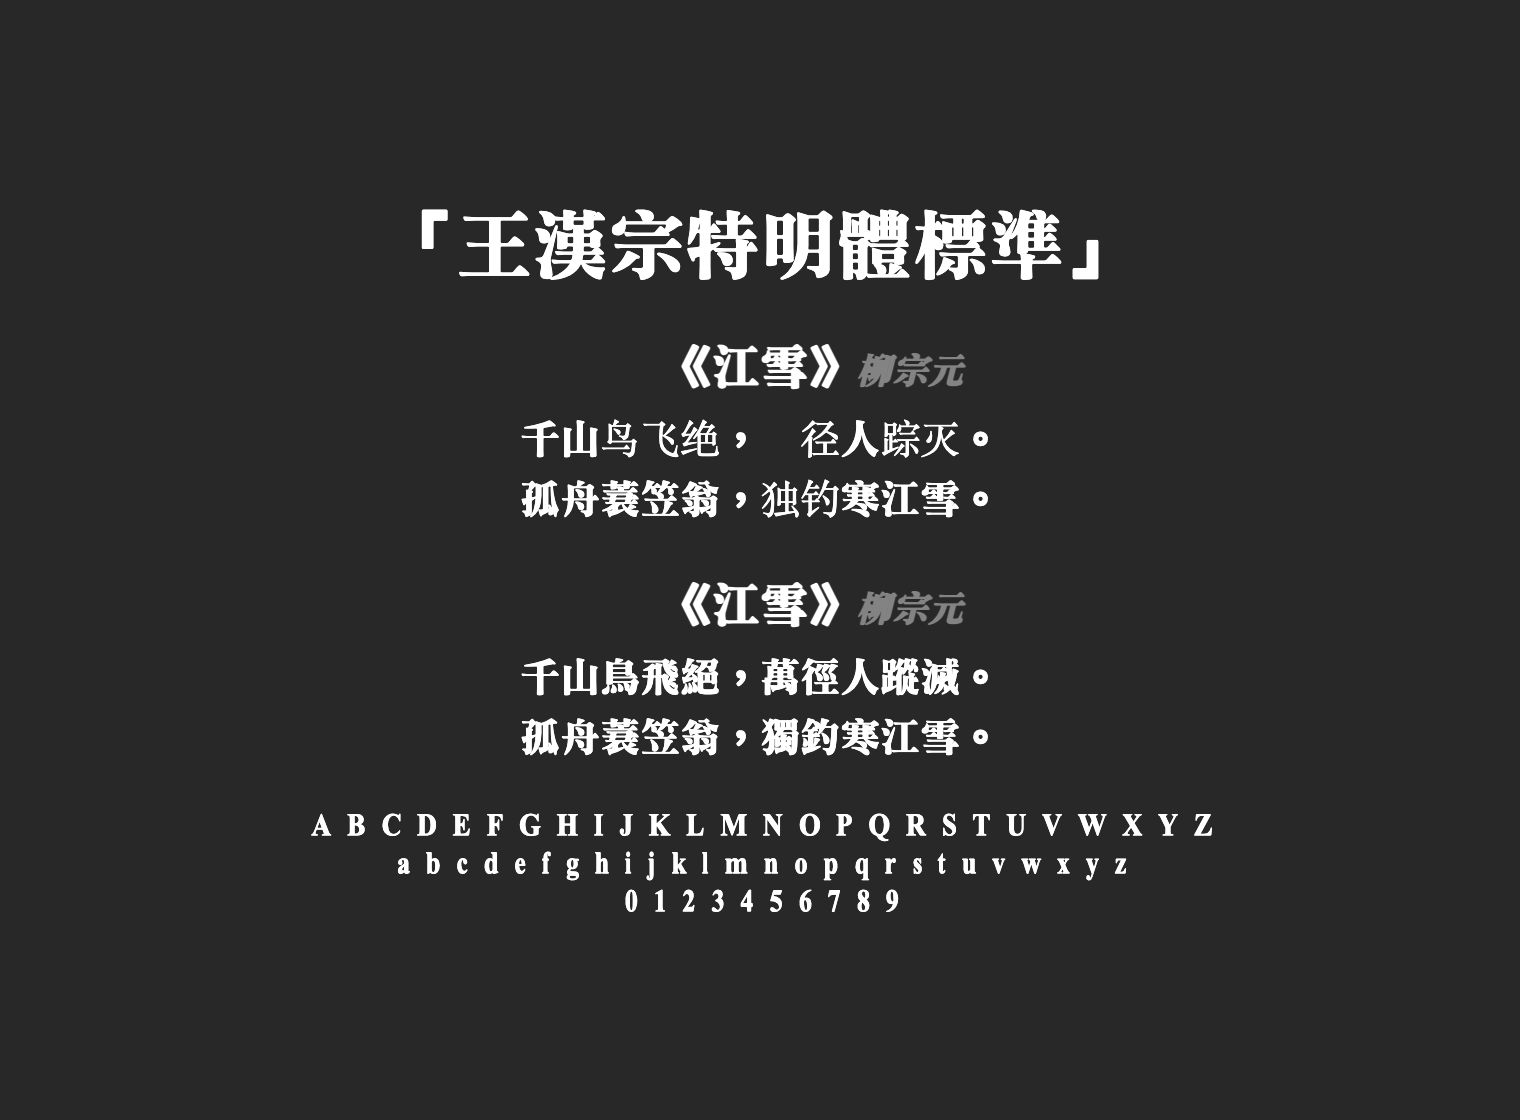 「王漢宗特明體標準」
《江雪》柳宗元
千山鸟飞绝，　径人踪灭。
孤舟蓑笠翁，独钓寒江雪。
《江雪》柳宗元
千山鳥飛絕，萬徑人蹤滅。
孤舟蓑笠翁，獨釣寒江雪。
A B C D E F G H I J K L M N O P Q R S T U V W X Y Z
a b c d e f g h i j k l m n o p q r s t u v w x y z
0 1 2 3 4 5 6 7 8 9